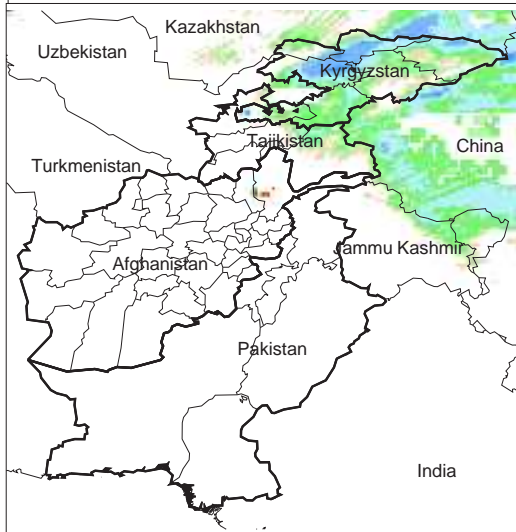 Kazakhstan
Uzbekistan
Kyrgyzstan
Tajikistan
China
Turkmenistan
Jammu Kashmir
Afghanistan
Pakistan
India